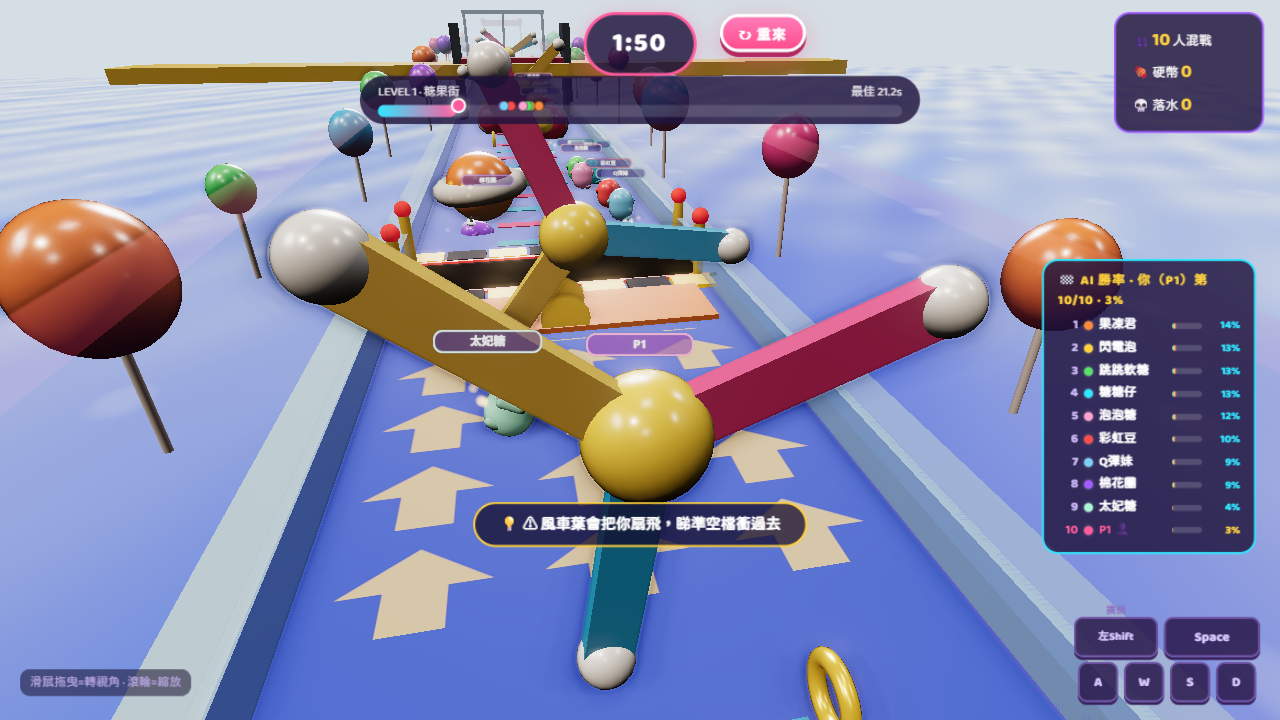 1:50
↻ 重來
LEVEL 1 · 糖果街
最佳 21.2s
10 人混戰
硬幣 0
落水 0
太妃糖
P1
AI 勝率 · 你（P1）第
10/10 · 3%
1 果凍君 14%
2 閃電泡 13%
3 跳跳軟糖 13%
4 糖糖仔 13%
5 泡泡糖 12%
6 彩虹豆 10%
7 Q彈妹 9%
8 棉花團 9%
9 太妃糖 4%
10 P1 3%
💡 ⚠ 風車葉會把你扇飛，睇準空檔衝過去
左Shift
Space
A
W
S
D
滑鼠拖曳=轉視角 · 滾輪=縮放